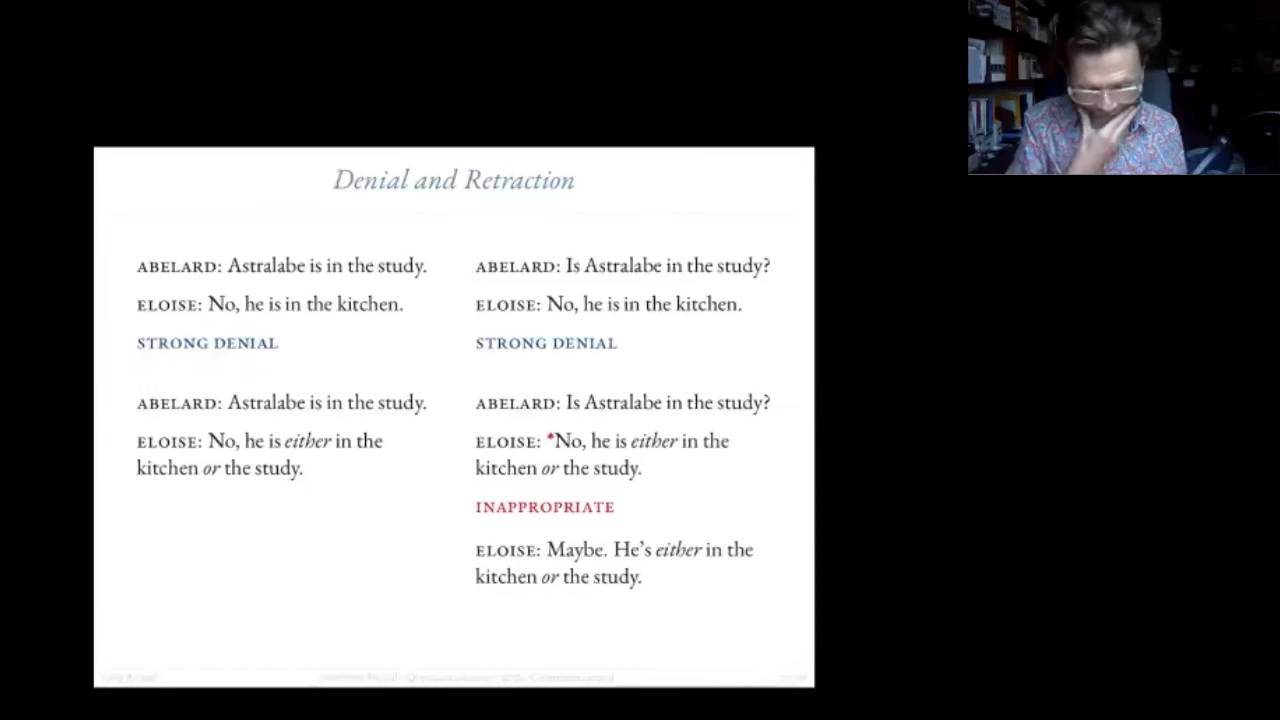 Denial and Retraction
ABELARD: Astralabe is in the study.
ELOISE: No, he is in the kitchen.
STRONG DENIAL
ABELARD: Astralabe is in the study.
ELOISE: No, he is either in the
kitchen or the study.
ABELARD: Is Astralabe in the study?
ELOISE: No, he is in the kitchen.
STRONG DENIAL
ABELARD: Is Astralabe in the study?
ELOISE: *No, he is either in the
kitchen or the study.
INAPPROPRIATE
ELOISE: Maybe. He's either in the
kitchen or the study.